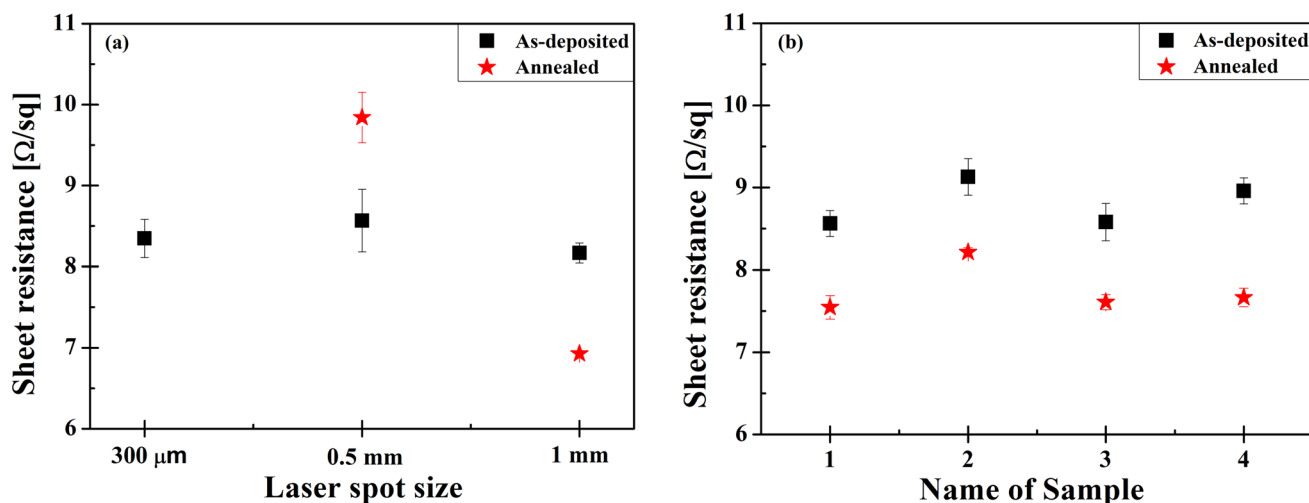 (a)
As-deposited
Annealed
11
10
9
8
7
6
Sheet resistance [Ω/sq]
300 μm
0.5 mm
1 mm
Laser spot size
(b)
As-deposited
Annealed
11
10
9
8
7
6
Sheet resistance [Ω/sq]
1
2
3
4
Name of Sample